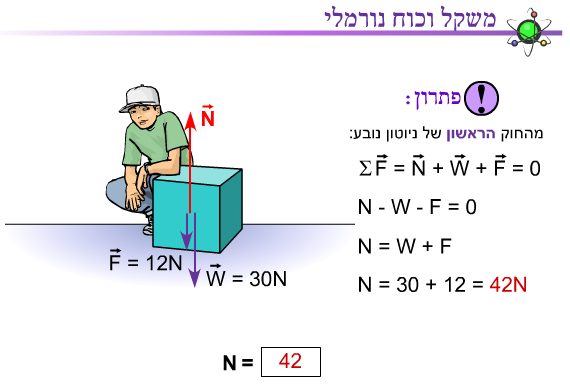 משקל וכוח נורמלי
! פתרון:
מהחוק הראשון של ניוטון נובע:
ΣF⃗ = N⃗ + W⃗ + F⃗ = 0
N - W - F = 0
N = W + F
N = 30 + 12 = 42N
N⃗
F⃗ = 12N
W⃗ = 30N
N = 42